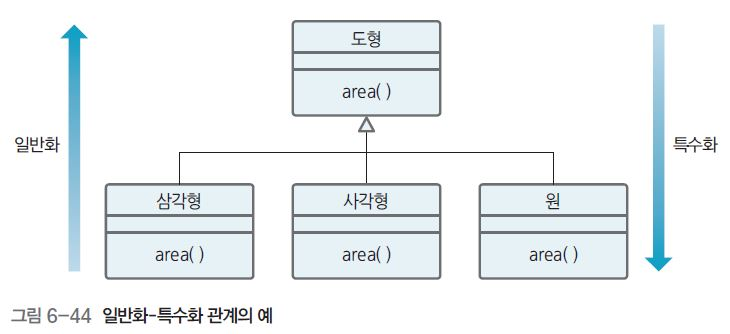 도형
area( )
일반화
특수화
삼각형
사각형
원
area( )
area( )
area( )
그림 6-44 일반화-특수화 관계의 예